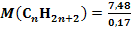 M(CₙH₂ₙ₊₂) = 7,48/0,17